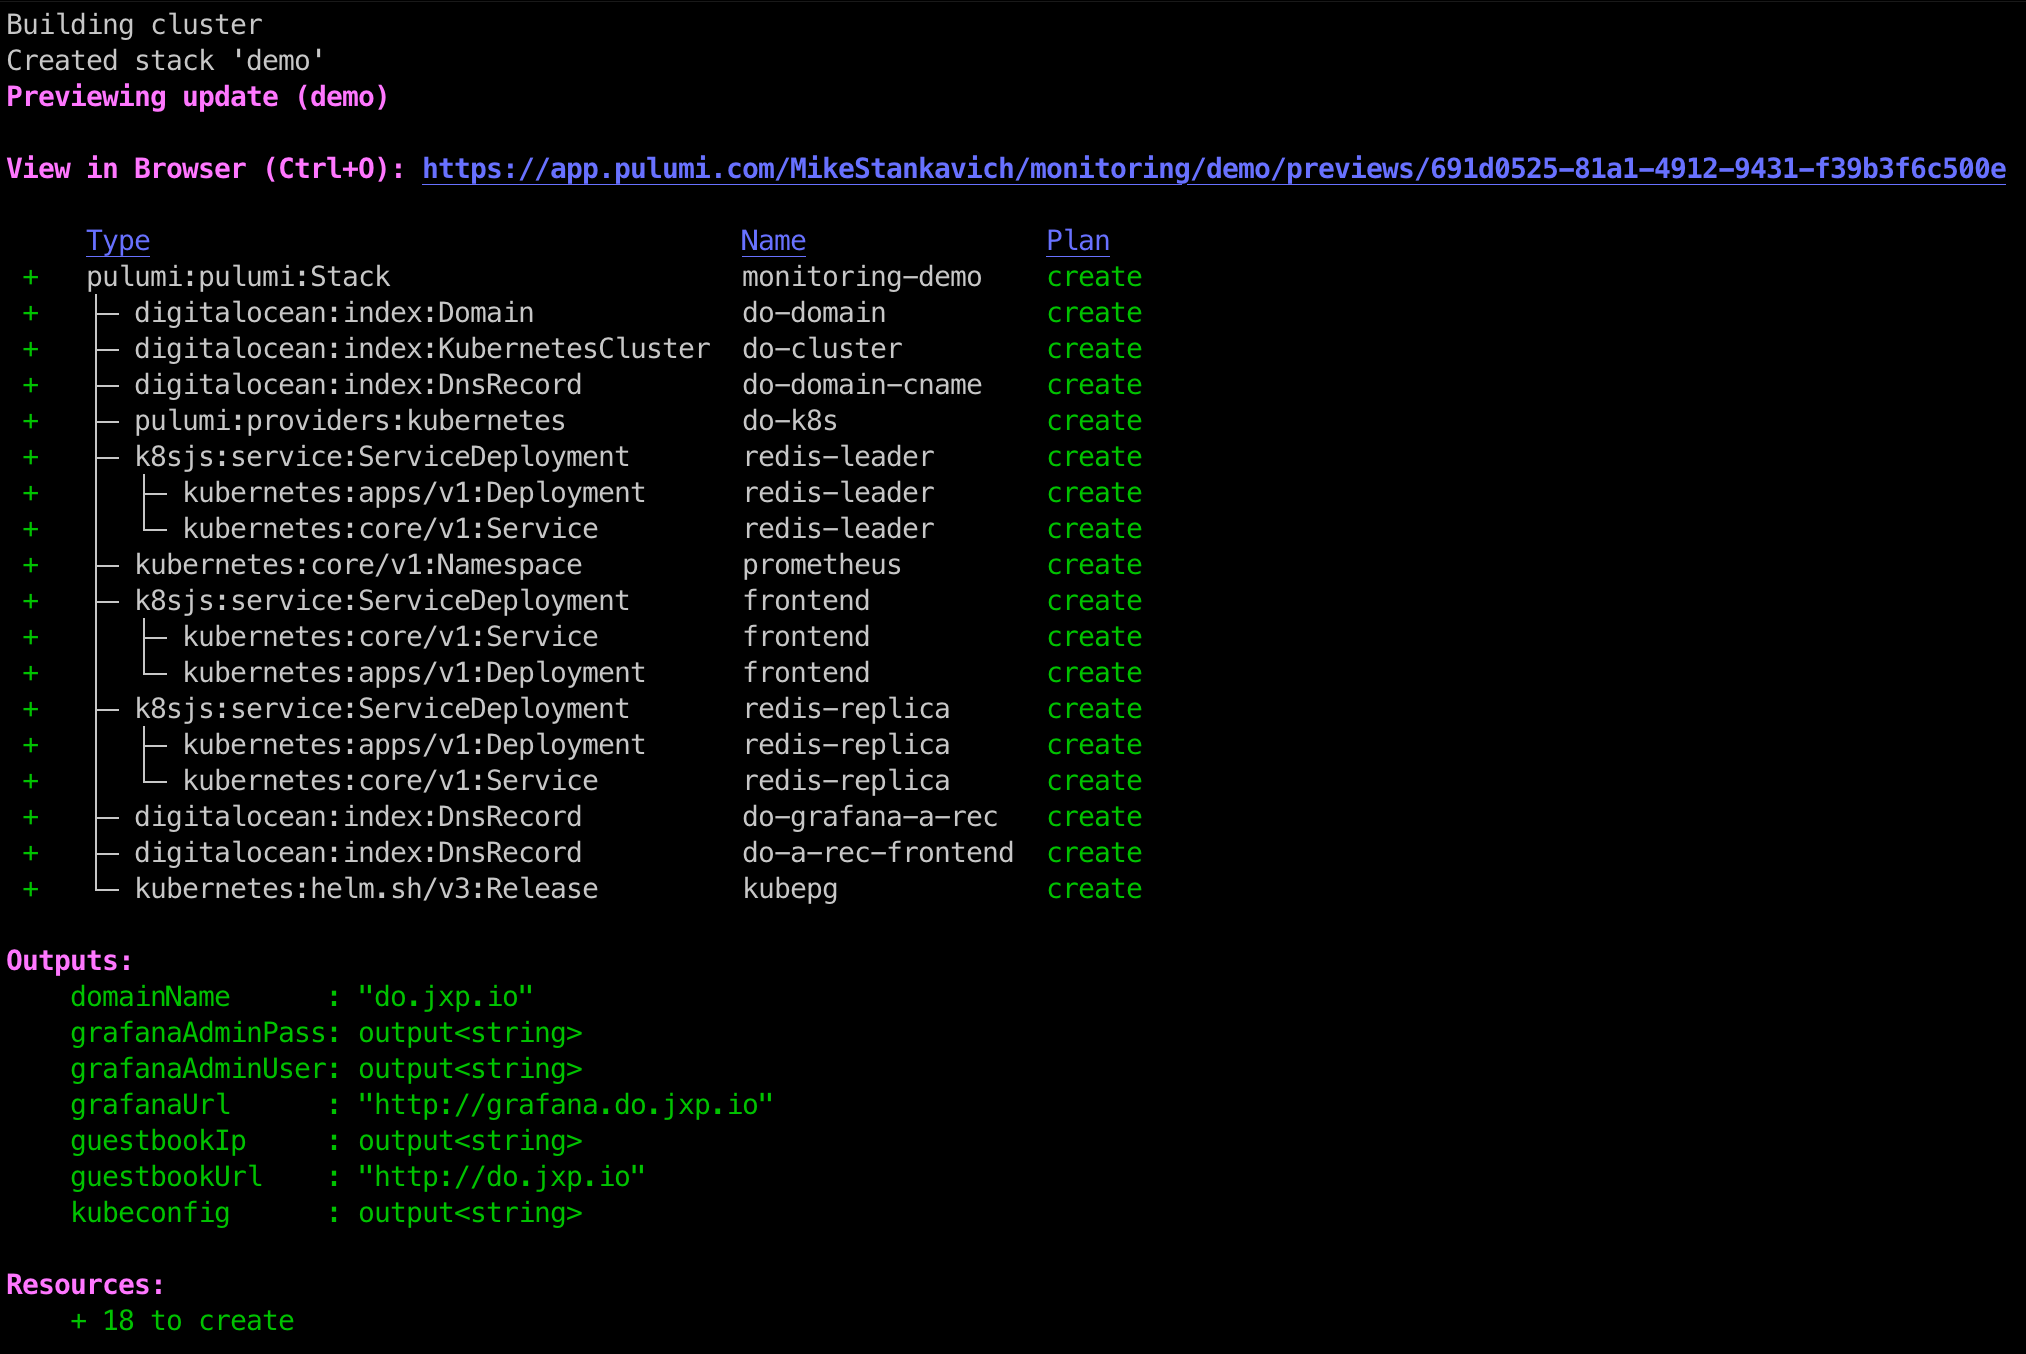 Building cluster
Created stack 'demo'
Previewing update (demo)
View in Browser (Ctrl+O): https://app.pulumi.com/MikeStankavich/monitoring/demo/previews/691d0525-81a1-4912-9431-f39b3f6c500e
Type Name Plan
+ pulumi:pulumi:Stack monitoring-demo create
+ ├─ digitalocean:index:Domain do-domain create
+ ├─ digitalocean:index:KubernetesCluster do-cluster create
+ ├─ digitalocean:index:DnsRecord do-domain-cname create
+ ├─ pulumi:providers:kubernetes do-k8s create
+ ├─ k8sjs:service:ServiceDeployment redis-leader create
+ │  ├─ kubernetes:apps/v1:Deployment redis-leader create
+ │  └─ kubernetes:core/v1:Service redis-leader create
+ ├─ kubernetes:core/v1:Namespace prometheus create
+ ├─ k8sjs:service:ServiceDeployment frontend create
+ │  ├─ kubernetes:core/v1:Service frontend create
+ │  └─ kubernetes:apps/v1:Deployment frontend create
+ ├─ k8sjs:service:ServiceDeployment redis-replica create
+ │  ├─ kubernetes:apps/v1:Deployment redis-replica create
+ │  └─ kubernetes:core/v1:Service redis-replica create
+ ├─ digitalocean:index:DnsRecord do-grafana-a-rec create
+ ├─ digitalocean:index:DnsRecord do-a-rec-frontend create
+ └─ kubernetes:helm.sh/v3:Release kubepg create
Outputs:
domainName : "do.jxp.io"
grafanaAdminPass: output<string>
grafanaAdminUser: output<string>
grafanaUrl : "http://grafana.do.jxp.io"
guestbookIp : output<string>
guestbookUrl : "http://do.jxp.io"
kubeconfig : output<string>
Resources:
+ 18 to create